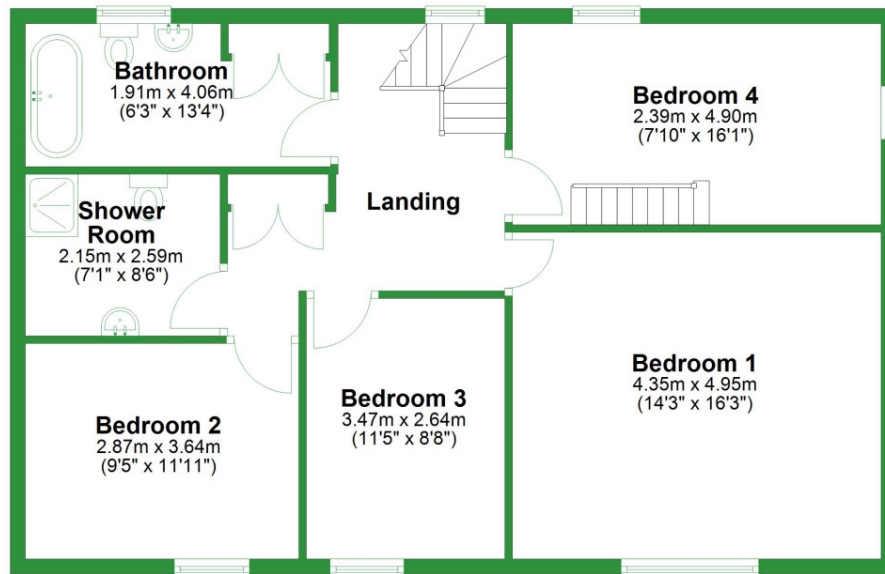 Bathroom
1.91m x 4.06m
(6'3" x 13'4")
Bedroom 4
2.39m x 4.90m
(7'10" x 16'1")
Landing
Shower
Room
2.15m x 2.59m
(7'1" x 8'6")
Bedroom 1
4.35m x 4.95m
(14'3" x 16'3")
Bedroom 3
3.47m x 2.64m
(11'5" x 8'8")
Bedroom 2
2.87m x 3.64m
(9'5" x 11'11")